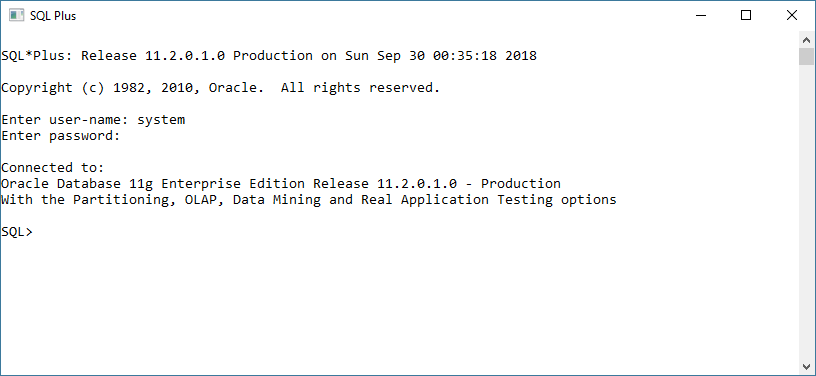 SQL Plus
SQL*Plus: Release 11.2.0.1.0 Production on Sun Sep 30 00:35:18 2018
Copyright (c) 1982, 2010, Oracle.  All rights reserved.
Enter user-name: system
Enter password:
Connected to:
Oracle Database 11g Enterprise Edition Release 11.2.0.1.0 - Production
With the Partitioning, OLAP, Data Mining and Real Application Testing options
SQL>